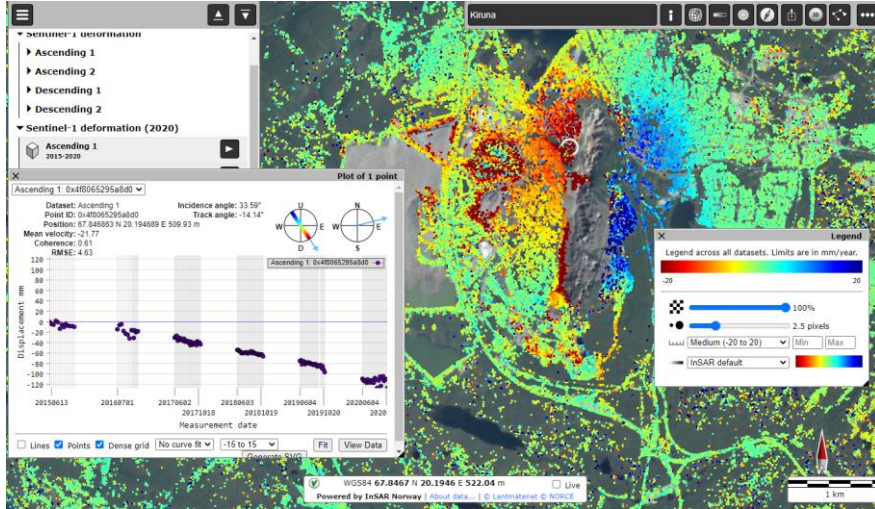 Sentinel-1 deformation
Ascending 1
Ascending 2
Descending 1
Descending 2
Sentinel-1 deformation (2020)
Ascending 1
2015-2020
Kiruna
i
3D
Plot of 1 point
Ascending 1: 0x4f8065295a8d0
Dataset: Ascending 1
Point ID: 0x4f8065295a8d0
Position: 67.846863 N 20.194689 E 509.93 m
Mean velocity: -21.77
Coherence: 0.61
RMSE: 4.63
Incidence angle: 33.59°
Track angle: -14.14°
U
W E
D
N
W E
S
Ascending 1: 0x4f8065295a8d0
Displacement mm
120
100
80
60
40
20
0
-20
-40
-60
-80
-100
-120
20150613 20160701 20170602 20180603 20190604 20200604
20171018 20181019 20191020 2020
Measurement date
Lines Points Dense grid No curve fit -15 to 15 Fit View Data
Generate SVG
Legend
Legend across all datasets. Limits are in mm/year.
-20 20
100%
2.5 pixels
Medium (-20 to 20) Min Max
InSAR default
WGS84 67.8467 N 20.1946 E 522.04 m Live
Powered by InSAR Norway | About data... | © Lantmäteriet © NORCE
1 km